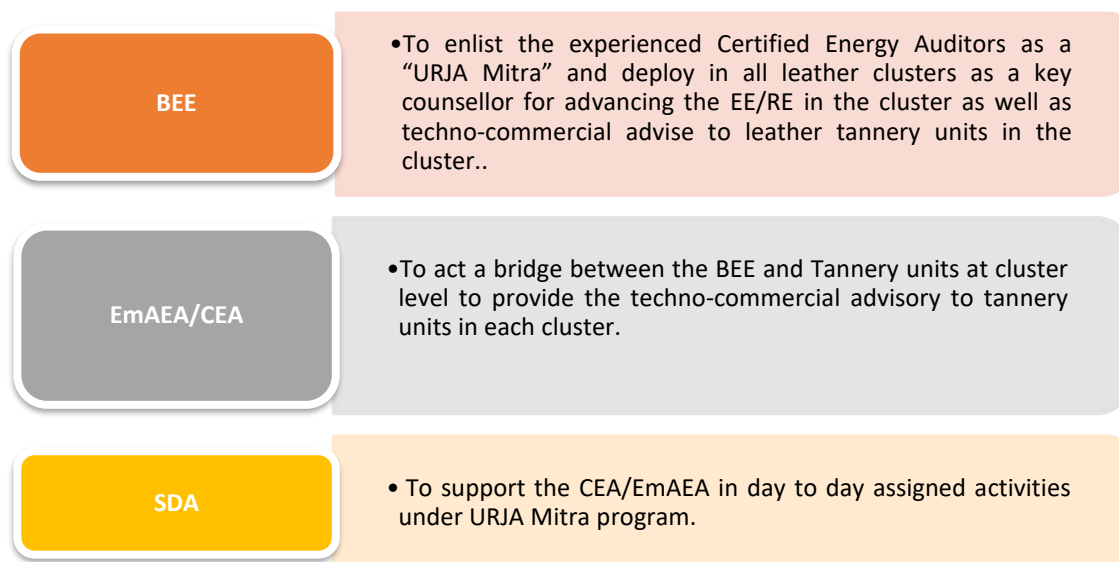 BEE
•To enlist the experienced Certified Energy Auditors as a
“URJA Mitra” and deploy in all leather clusters as a key
counsellor for advancing the EE/RE in the cluster as well as
techno-commercial advise to leather tannery units in the
cluster..
EmAEA/CEA
•To act a bridge between the BEE and Tannery units at cluster
level to provide the techno-commercial advisory to tannery
units in each cluster.
SDA
• To support the CEA/EmAEA in day to day assigned activities
under URJA Mitra program.